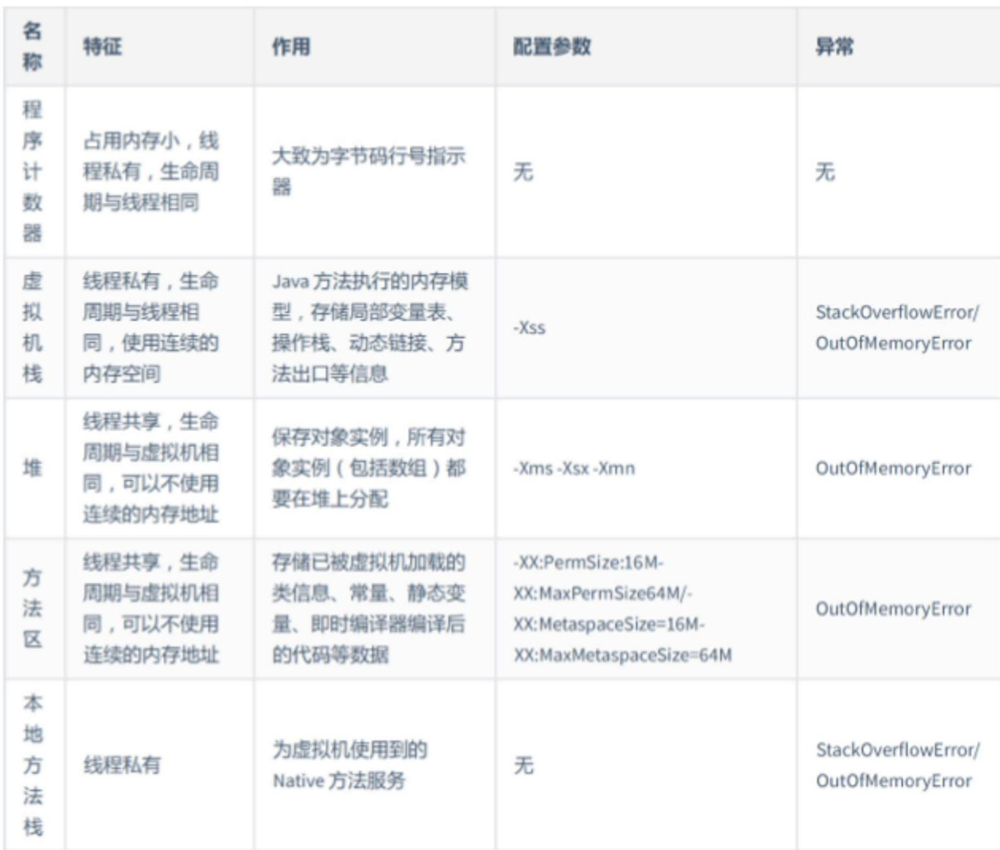 名
称
特征
作用
配置参数
异常
程
序
计
数
器
占用内存小，线
程私有，生命周
期与线程相同
大致为字节码行号指示
器
无
无
虚
拟
机
栈
线程私有，生命
周期与线程相
同，使用连续的
内存空间
Java 方法执行的内存模
型，存储局部变量表、
操作栈、动态链接、方
法出口等信息
-Xss
StackOverflowError/
OutOfMemoryError
堆
线程共享，生命
周期与虚拟机相
同，可以不使用
连续的内存地址
保存对象实例，所有对
象实例（包括数组）都
要在堆上分配
-Xms -Xsx -Xmn
OutOfMemoryError
方
法
区
线程共享，生命
周期与虚拟机相
同，可以不使用
连续的内存地址
存储已被虚拟机加载的
类信息、常量、静态变
量、即时编译器编译后
的代码等数据
-XX:PermSize:16M-
XX:MaxPermSize64M/-
XX:MetaspaceSize=16M-
XX:MaxMetaspaceSize=64M
OutOfMemoryError
本
地
方
法
栈
线程私有
为虚拟机使用到的
Native 方法服务
无
StackOverflowError/
OutOfMemoryError